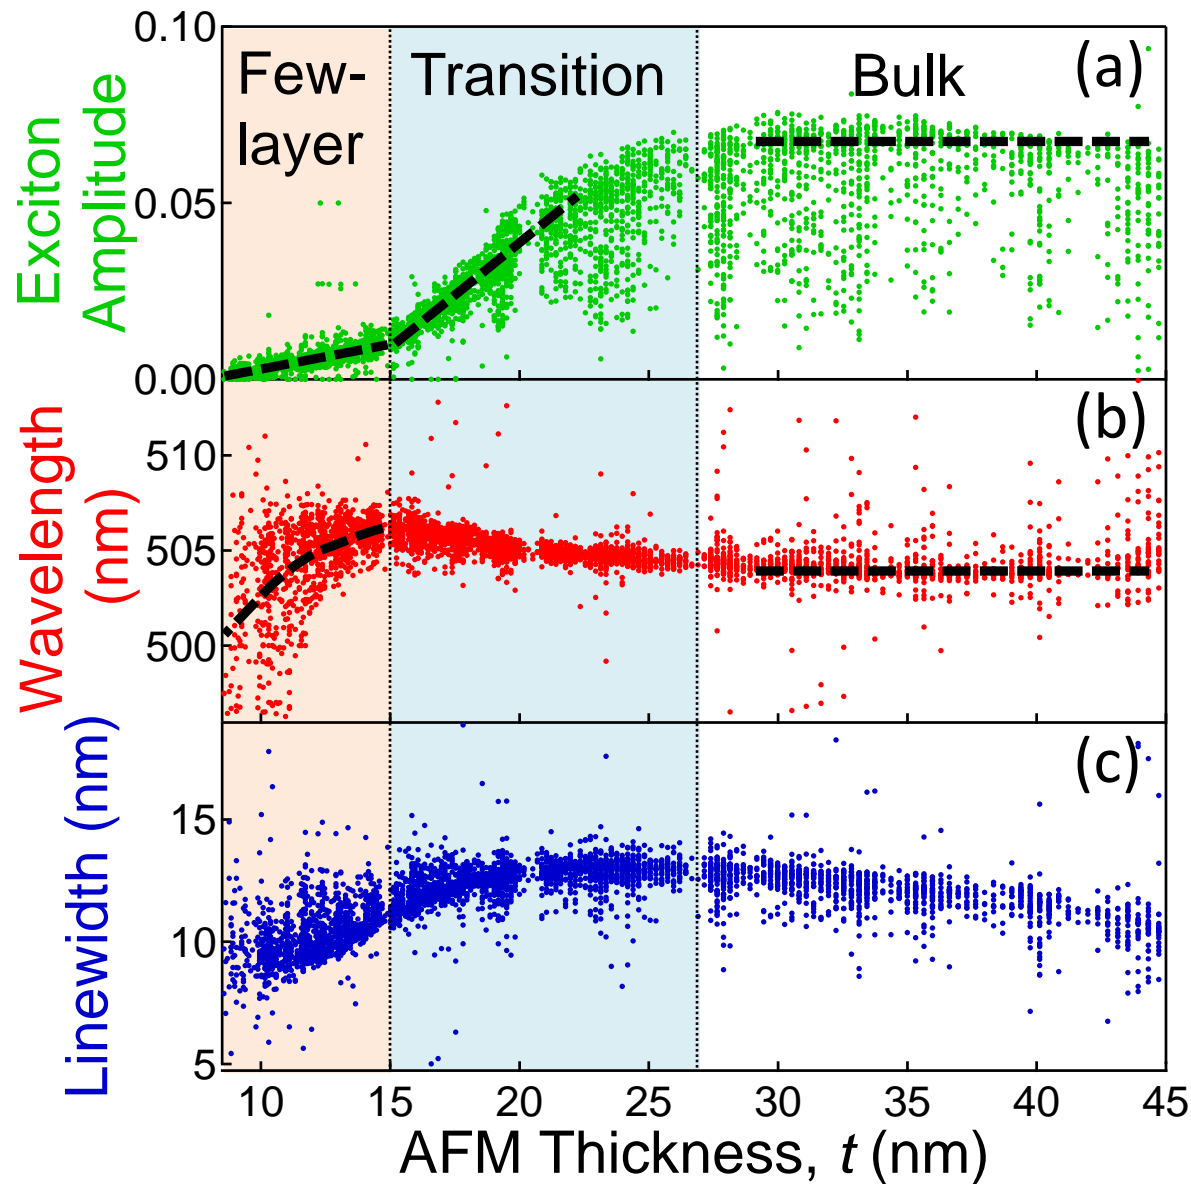 0.10
0.05
0.00
Exciton
Amplitude
Few-
layer
Transition
Bulk
(a)
510
505
500
Wavelength
(nm)
(b)
15
10
5
Linewidth (nm)
(c)
10 15 20 25 30 35 40 45
AFM Thickness, t (nm)